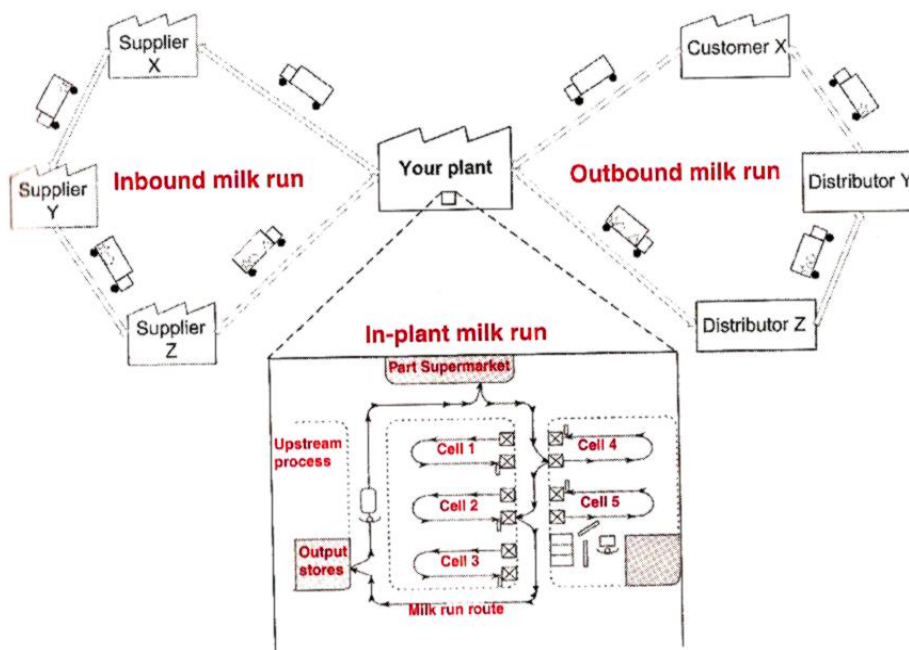 Supplier
X
Customer X
Supplier
Y
Inbound milk run
Your plant
Outbound milk run
Distributor Y
Supplier
Z
Distributor Z
In-plant milk run
Part Supermarket
Upstream
process
Cell 1
Cell 4
Cell 2
Cell 5
Output
stores
Cell 3
Milk run route